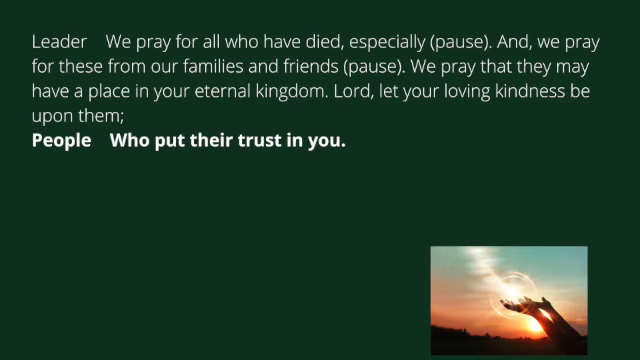 Leader We pray for all who have died, especially (pause). And, we pray
for these from our families and friends (pause). We pray that they may
have a place in your eternal kingdom. Lord, let your loving kindness be
upon them;
People Who put their trust in you.